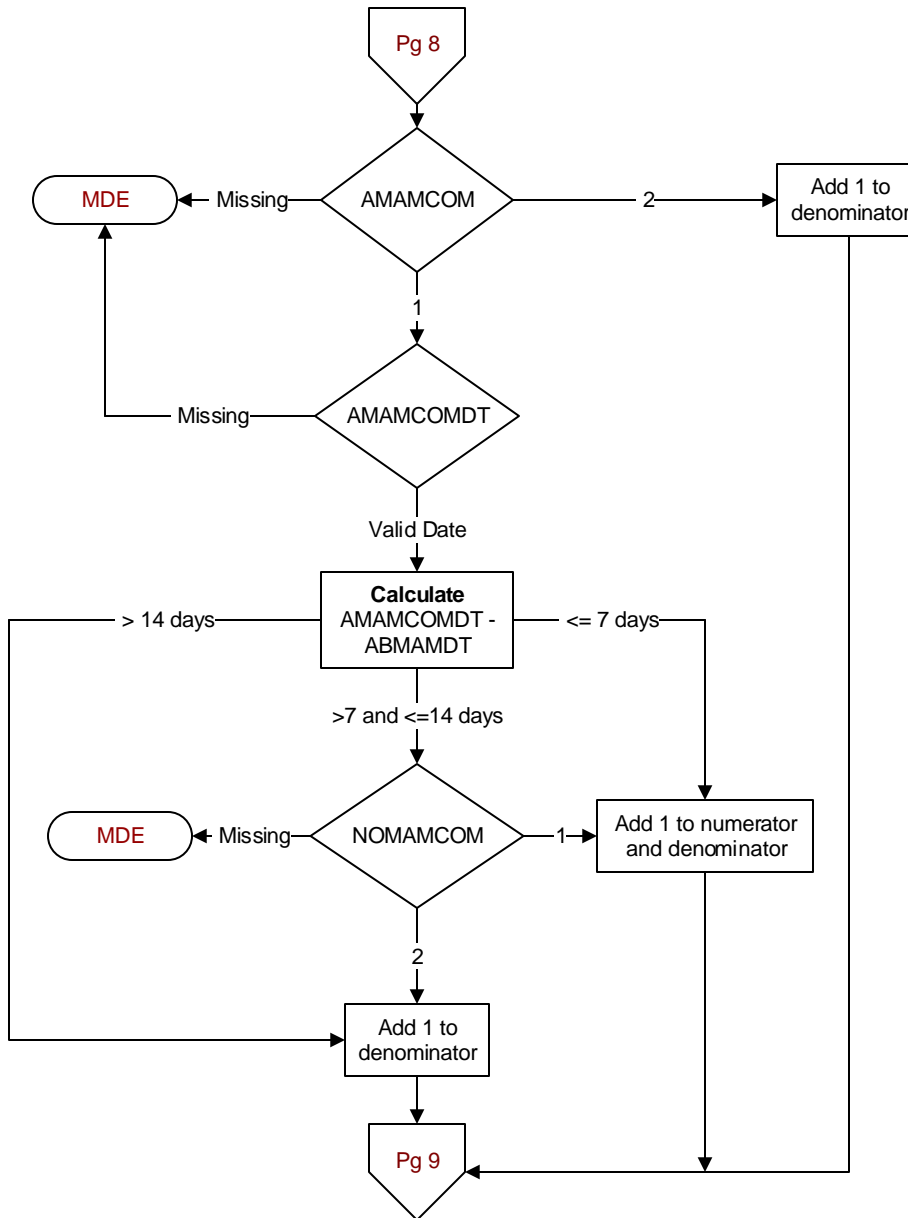 Pg 8
MDE
Missing
AMAMCOM
2
Add 1 to
denominator
1
Missing
AMAMCOMDT
Valid Date
Calculate
AMAMCOMDT -
ABMAMDT
> 14 days
<= 7 days
>7 and <=14 days
MDE
Missing
NOMAMCOM
1
Add 1 to numerator
and denominator
2
Add 1 to
denominator
Pg 9